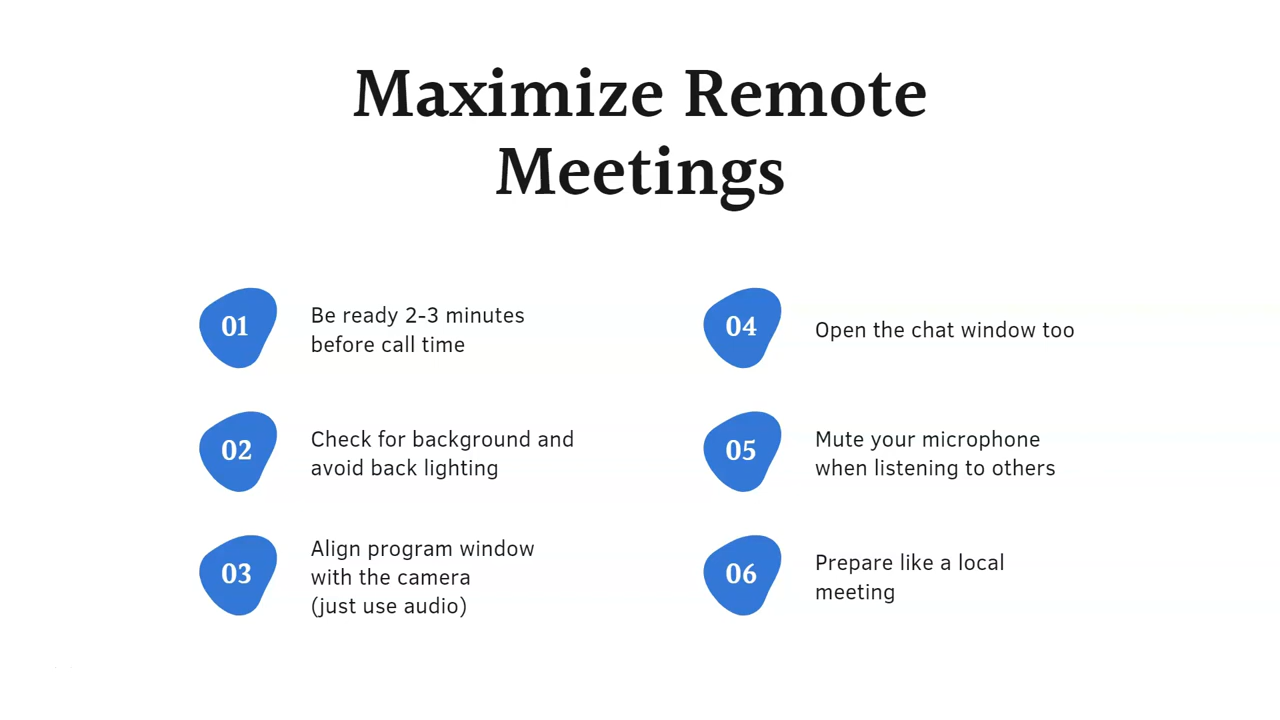 Maximize Remote
Meetings
01
Be ready 2-3 minutes
before call time
02
Check for background and
avoid back lighting
03
Align program window
with the camera
(just use audio)
04
Open the chat window too
05
Mute your microphone
when listening to others
06
Prepare like a local
meeting